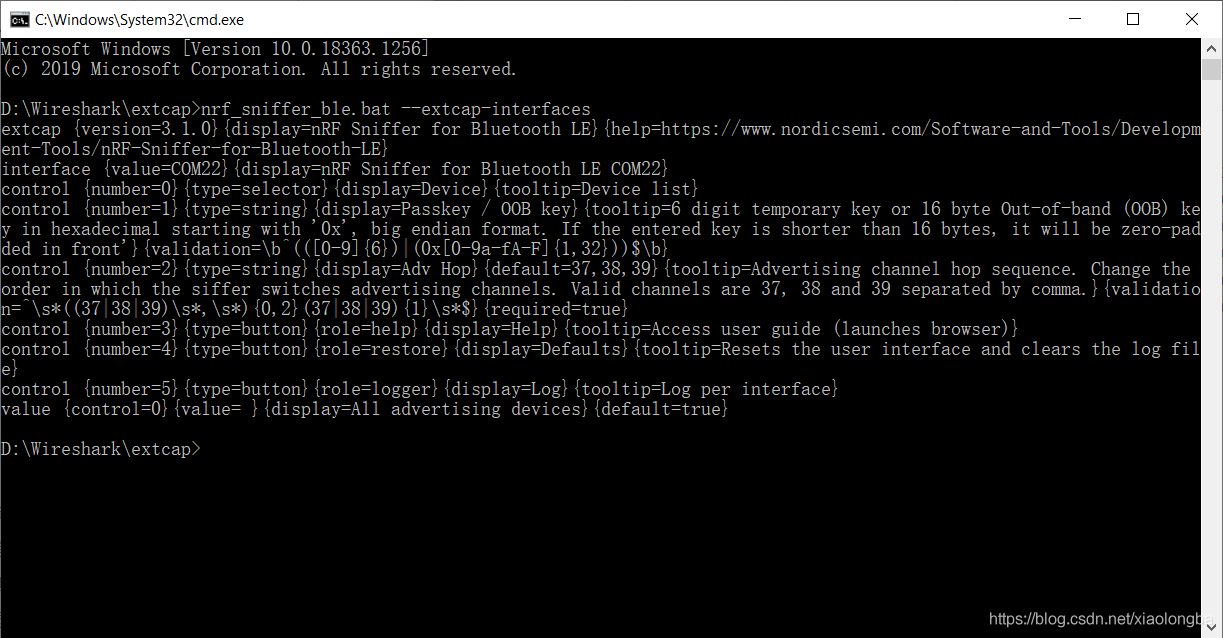 C:\Windows\System32\cmd.exe
Microsoft Windows [Version 10.0.18363.1256]
(c) 2019 Microsoft Corporation. All rights reserved.
D:\Wireshark\extcap>nrf_sniffer_ble.bat --extcap-interfaces
extcap {version=3.1.0}{display=nRF Sniffer for Bluetooth LE}{help=https://www.nordicsemi.com/Software-and-Tools/Developm
ent-Tools/nRF-Sniffer-for-Bluetooth-LE}
interface {value=COM22}{display=nRF Sniffer for Bluetooth LE COM22}
control {number=0}{type=selector}{display=Device}{tooltip=Device list}
control {number=1}{type=string}{display=Passkey / OOB key}{tooltip=6 digit temporary key or 16 byte Out-of-band (OOB) ke
y in hexadecimal starting with '0x', big endian format. If the entered key is shorter than 16 bytes, it will be zero-pad
ded in front'}{validation=\b^(([0-9]{6})|(0x[0-9a-fA-F]{1,32}))$\b}
control {number=2}{type=string}{display=Adv Hop}{default=37,38,39}{tooltip=Advertising channel hop sequence. Change the
order in which the siffer switches advertising channels. Valid channels are 37, 38 and 39 separated by comma.}{validatio
n=^\s*((37|38|39)\s*,\s*){0,2}(37|38|39){1}\s*$}{required=true}
control {number=3}{type=button}{role=help}{display=Help}{tooltip=Access user guide (launches browser)}
control {number=4}{type=button}{role=restore}{display=Defaults}{tooltip=Resets the user interface and clears the log fil
e}
control {number=5}{type=button}{role=logger}{display=Log}{tooltip=Log per interface}
value {control=0}{value= }{display=All advertising devices}{default=true}
D:\Wireshark\extcap>
https://blog.csdn.net/xiaolongba